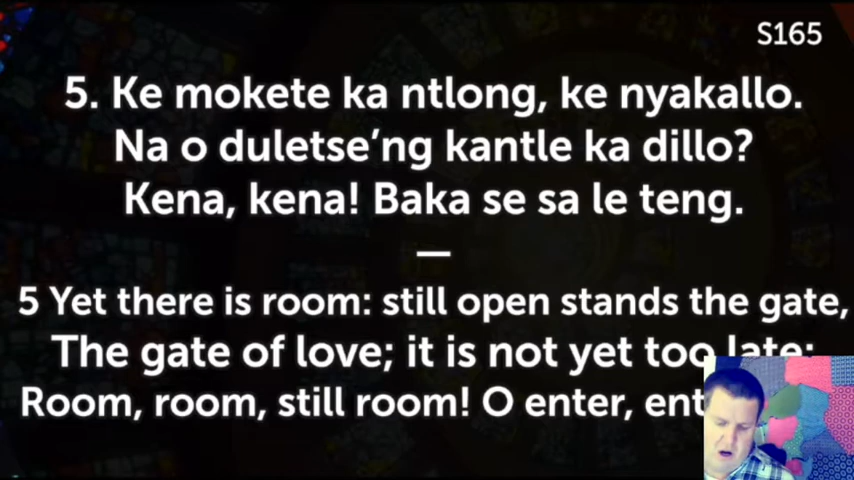 S165
5. Ke mokete ka ntlong, ke nyakallo.
Na o duletse’ng kantle ka dillo?
Kena, kena! Baka se sa le teng.
—
5 Yet there is room: still open stands the gate,
The gate of love; it is not yet too late:
Room, room, still room! O enter,